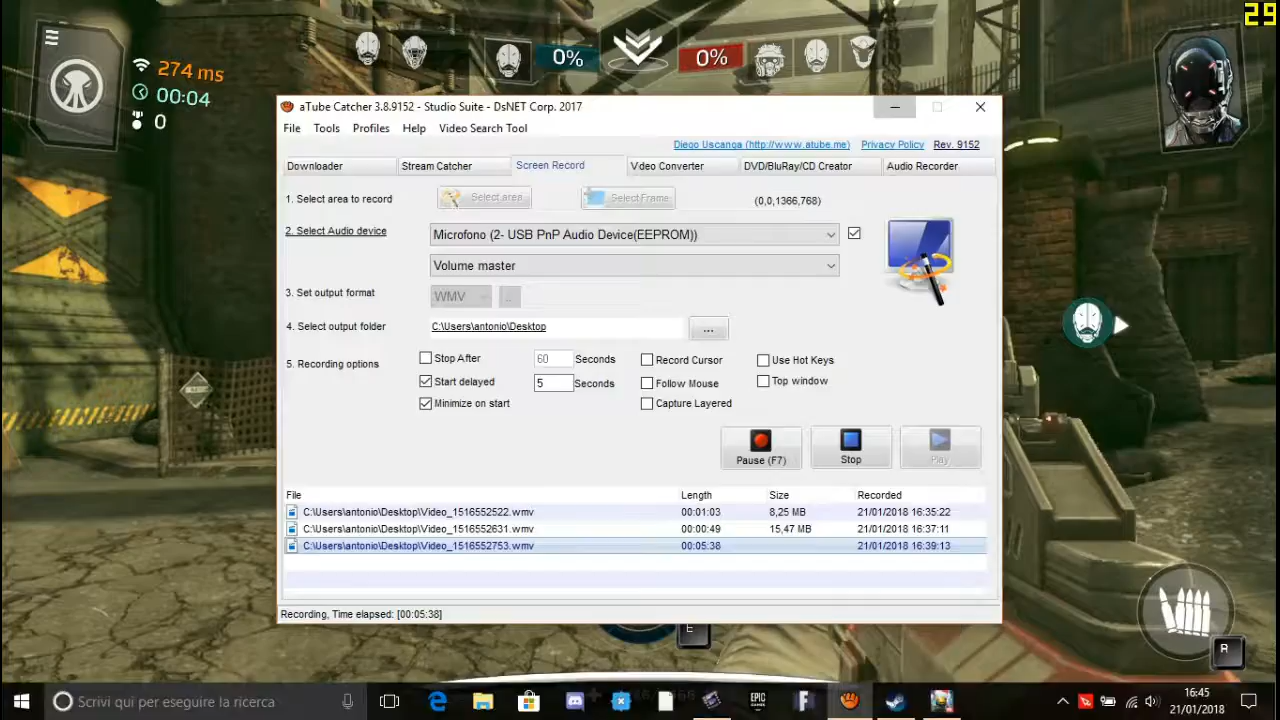 29
274 ms
0%
0%
00:04
0
aTube Catcher 3.8.9152 - Studio Suite - DsNET Corp. 2017
File Tools Profiles Help Video Search Tool
Diego Uscanga (http://www.atube.me) Privacy Policy Rev. 9152
Downloader Stream Catcher Screen Record Video Converter DVD/BluRay/CD Creator Audio Recorder
1. Select area to record Select area Select Frame (0,0,1366,768)
2. Select Audio device Microfono (2- USB PnP Audio Device(EEPROM))
Volume master
3. Set output format WMV
4. Select output folder C:\Users\antonio\Desktop ...
5. Recording options Stop After 60 Seconds Record Cursor Use Hot Keys
Start delayed 5 Seconds Follow Mouse Top window
Minimize on start Capture Layered
Pause (F7) Stop Play
File Length Size Recorded
C:\Users\antonio\Desktop\Video_1516552522.wmv 00:01:03 8,25 MB 21/01/2018 16:35:22
C:\Users\antonio\Desktop\Video_1516552631.wmv 00:00:49 15,47 MB 21/01/2018 16:37:11
C:\Users\antonio\Desktop\Video_1516552753.wmv 00:05:38 21/01/2018 16:39:13
Recording, Time elapsed: [00:05:38]
E
R
Scrivi qui per eseguire la ricerca
EPIC
GAMES
16:45
21/01/2018